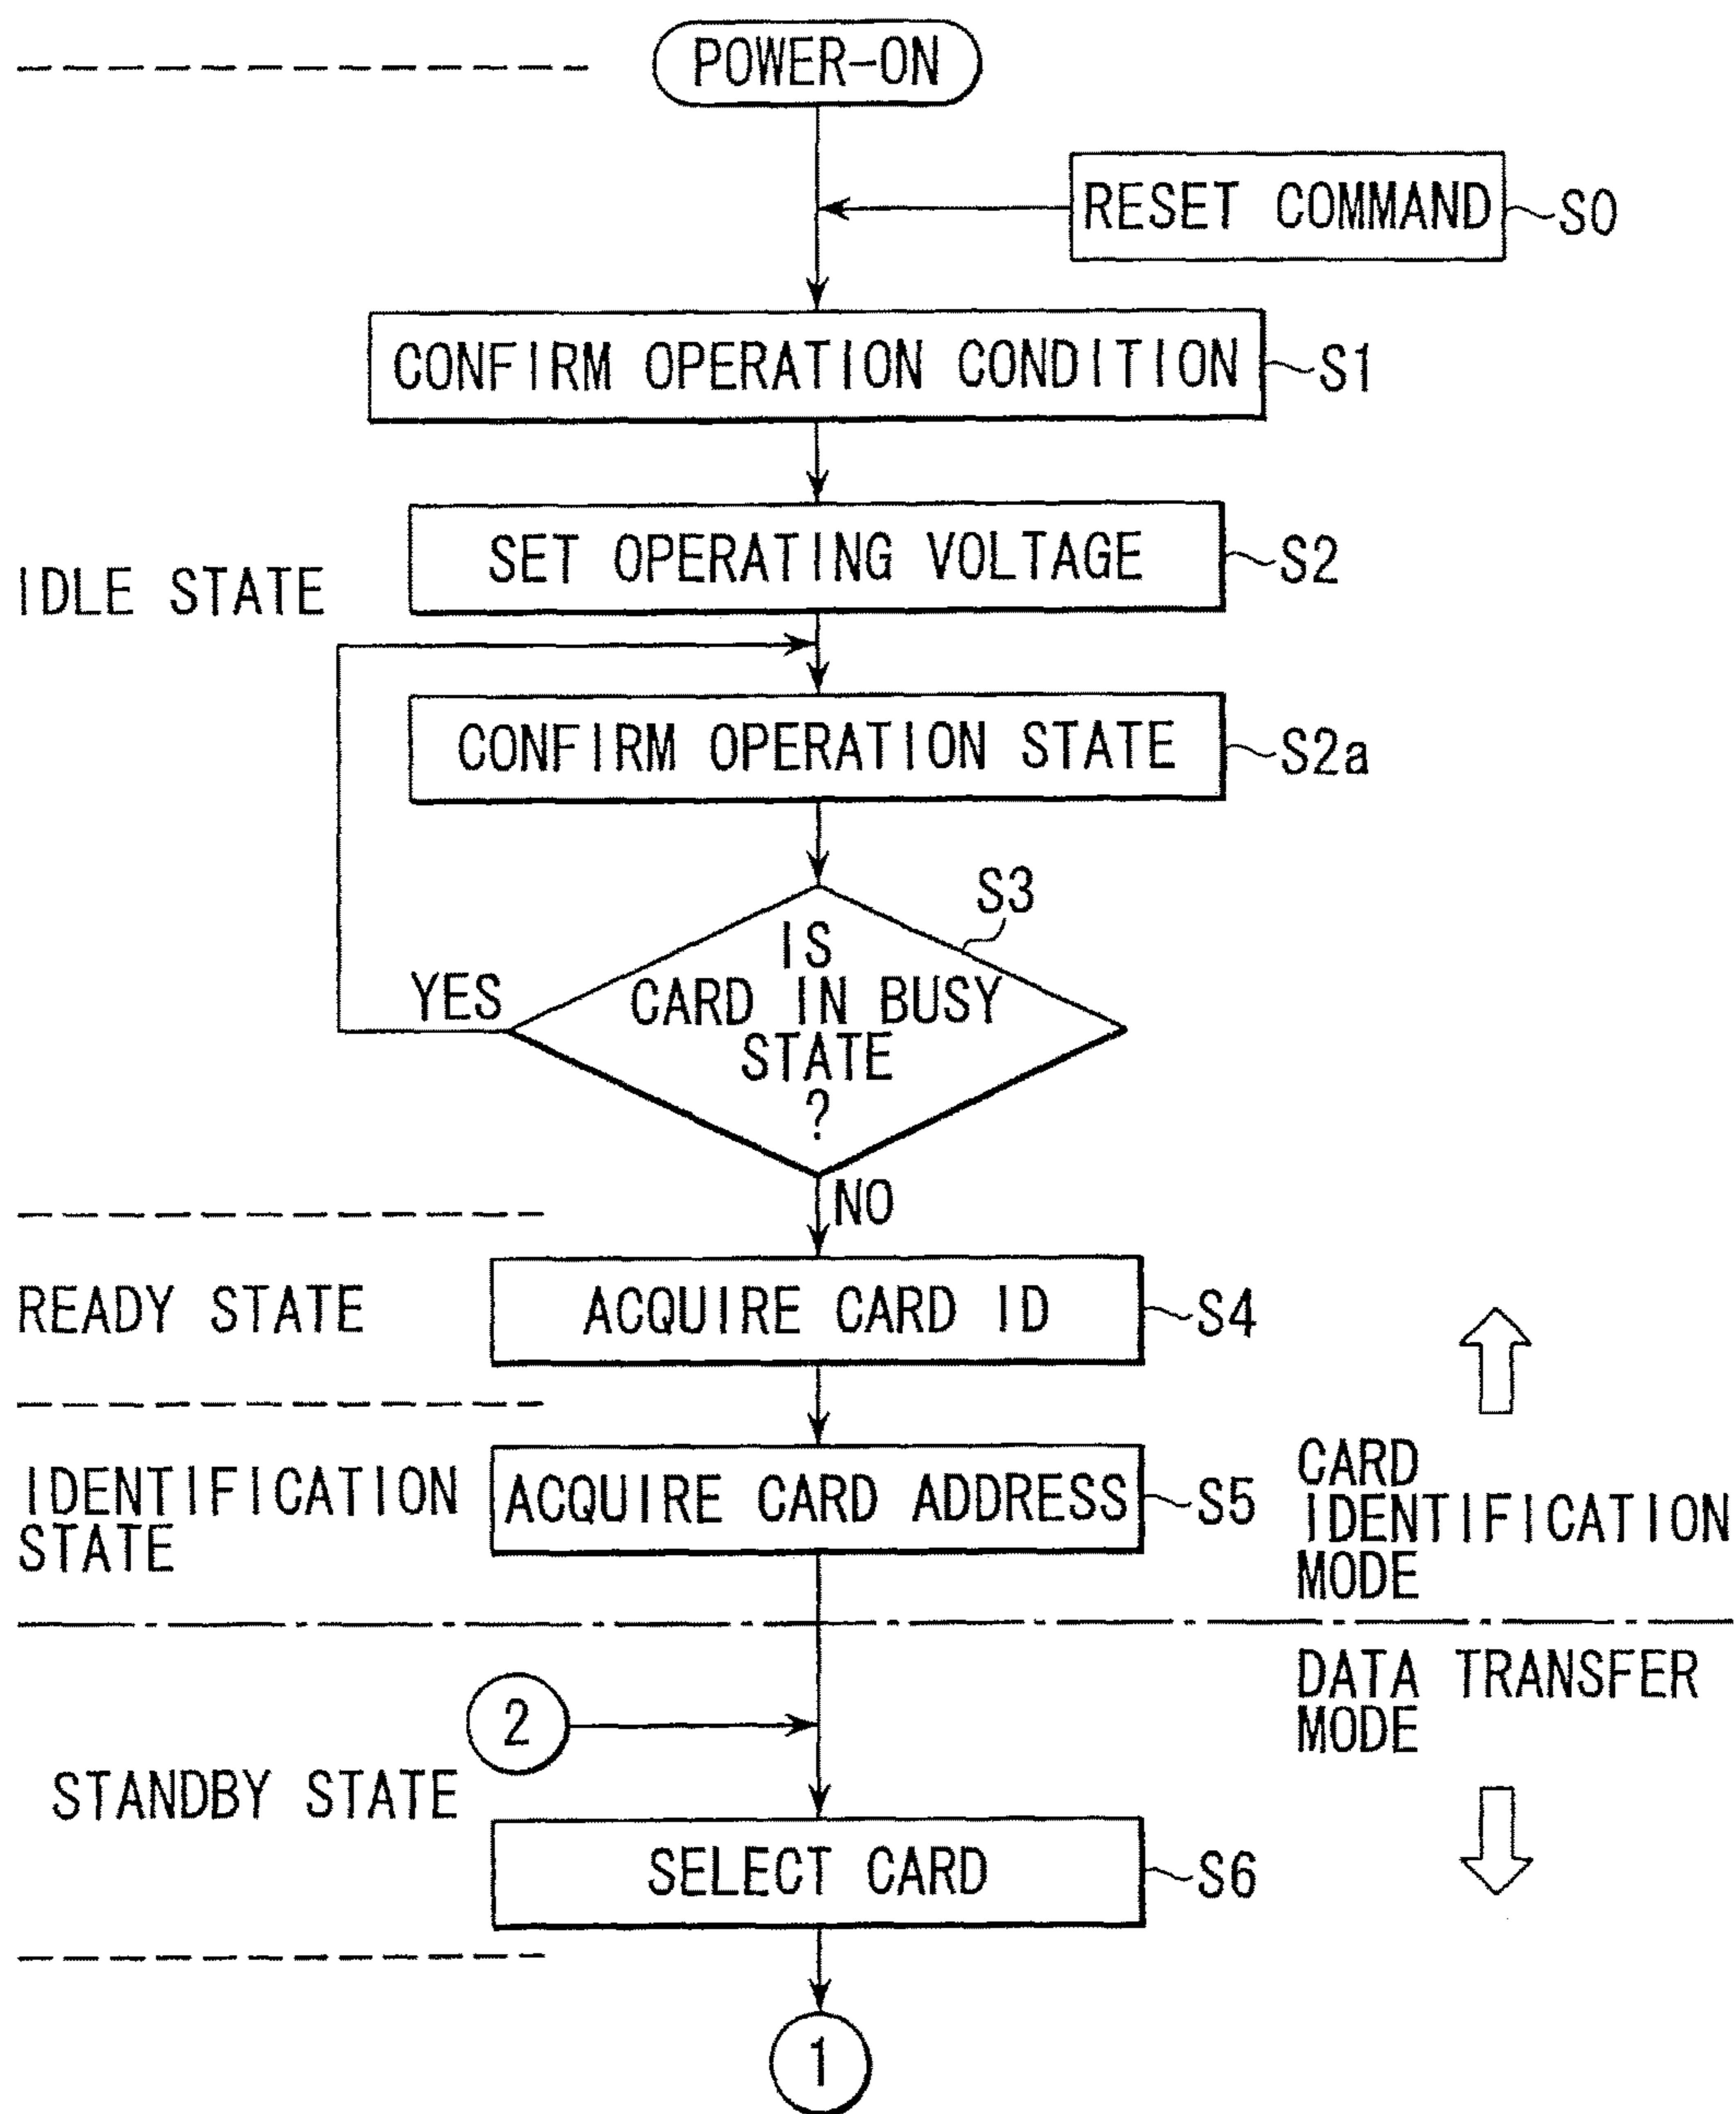 POWER-ON
RESET COMMAND
S0
CONFIRM OPERATION CONDITION
S1
SET OPERATING VOLTAGE
S2
IDLE STATE
CONFIRM OPERATION STATE
S2a
S3
IS
CARD IN BUSY
STATE
?
YES
NO
READY STATE
ACQUIRE CARD ID
S4
IDENTIFICATION
STATE
ACQUIRE CARD ADDRESS
S5
CARD
IDENTIFICATION
MODE
DATA TRANSFER
MODE
2
STANDBY STATE
SELECT CARD
S6
1